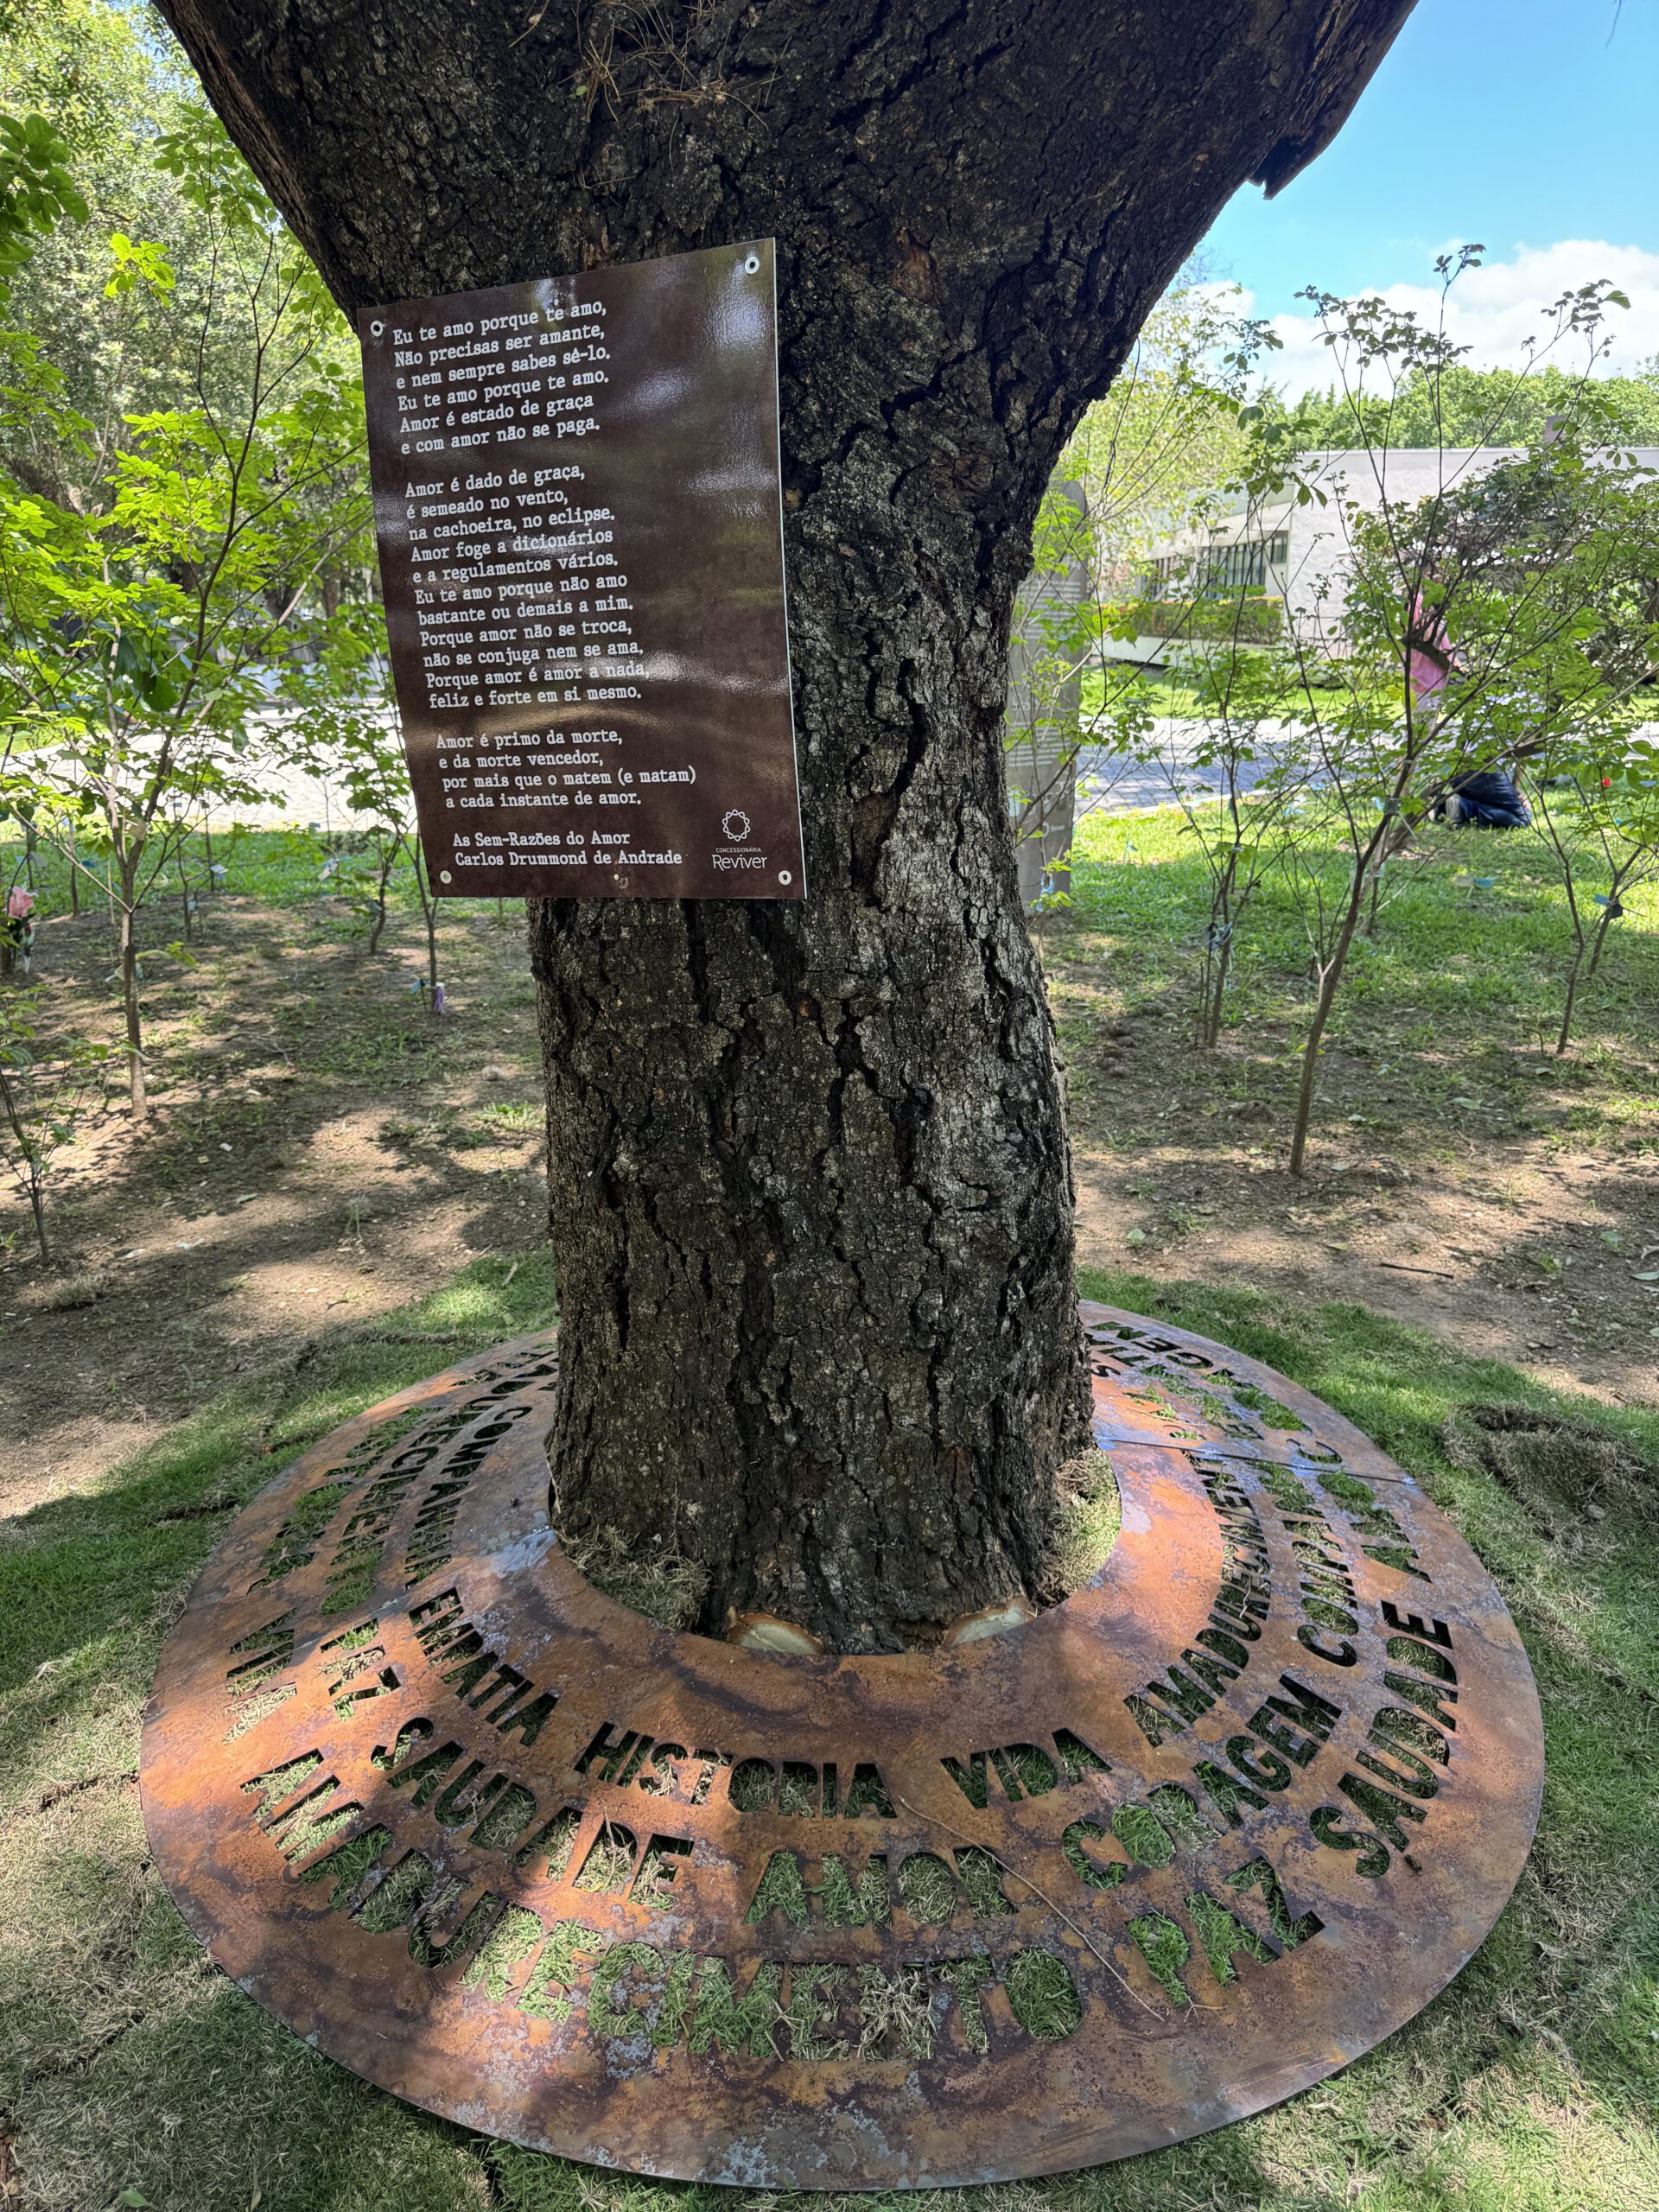 Eu te amo porque te amo,
Não precisas ser amante,
e nem sempre sabes sê-lo.
Eu te amo porque te amo.
Amor é estado de graça
e com amor não se paga.
Amor é dado de graça,
é semeado no vento,
na cachoeira, no eclipse.
Amor foge a dicionários
e a regulamentos vários.
Eu te amo porque não amo
bastante ou demais a mim.
Porque amor não se troca,
não se conjuga nem se ama.
Porque amor é amor a nada,
feliz e forte em si mesmo.
Amor é primo da morte,
e da morte vencedor,
por mais que o matem (e matam)
a cada instante de amor.
As Sem-Razões do Amor
Carlos Drummond de Andrade
CONCESSIONÁRIA
Reviver
EMPATIA HISTORIA VIDA
SAUDADE AMOR CORAGEM
AMADURECIMENTO PAZ SAUDADE